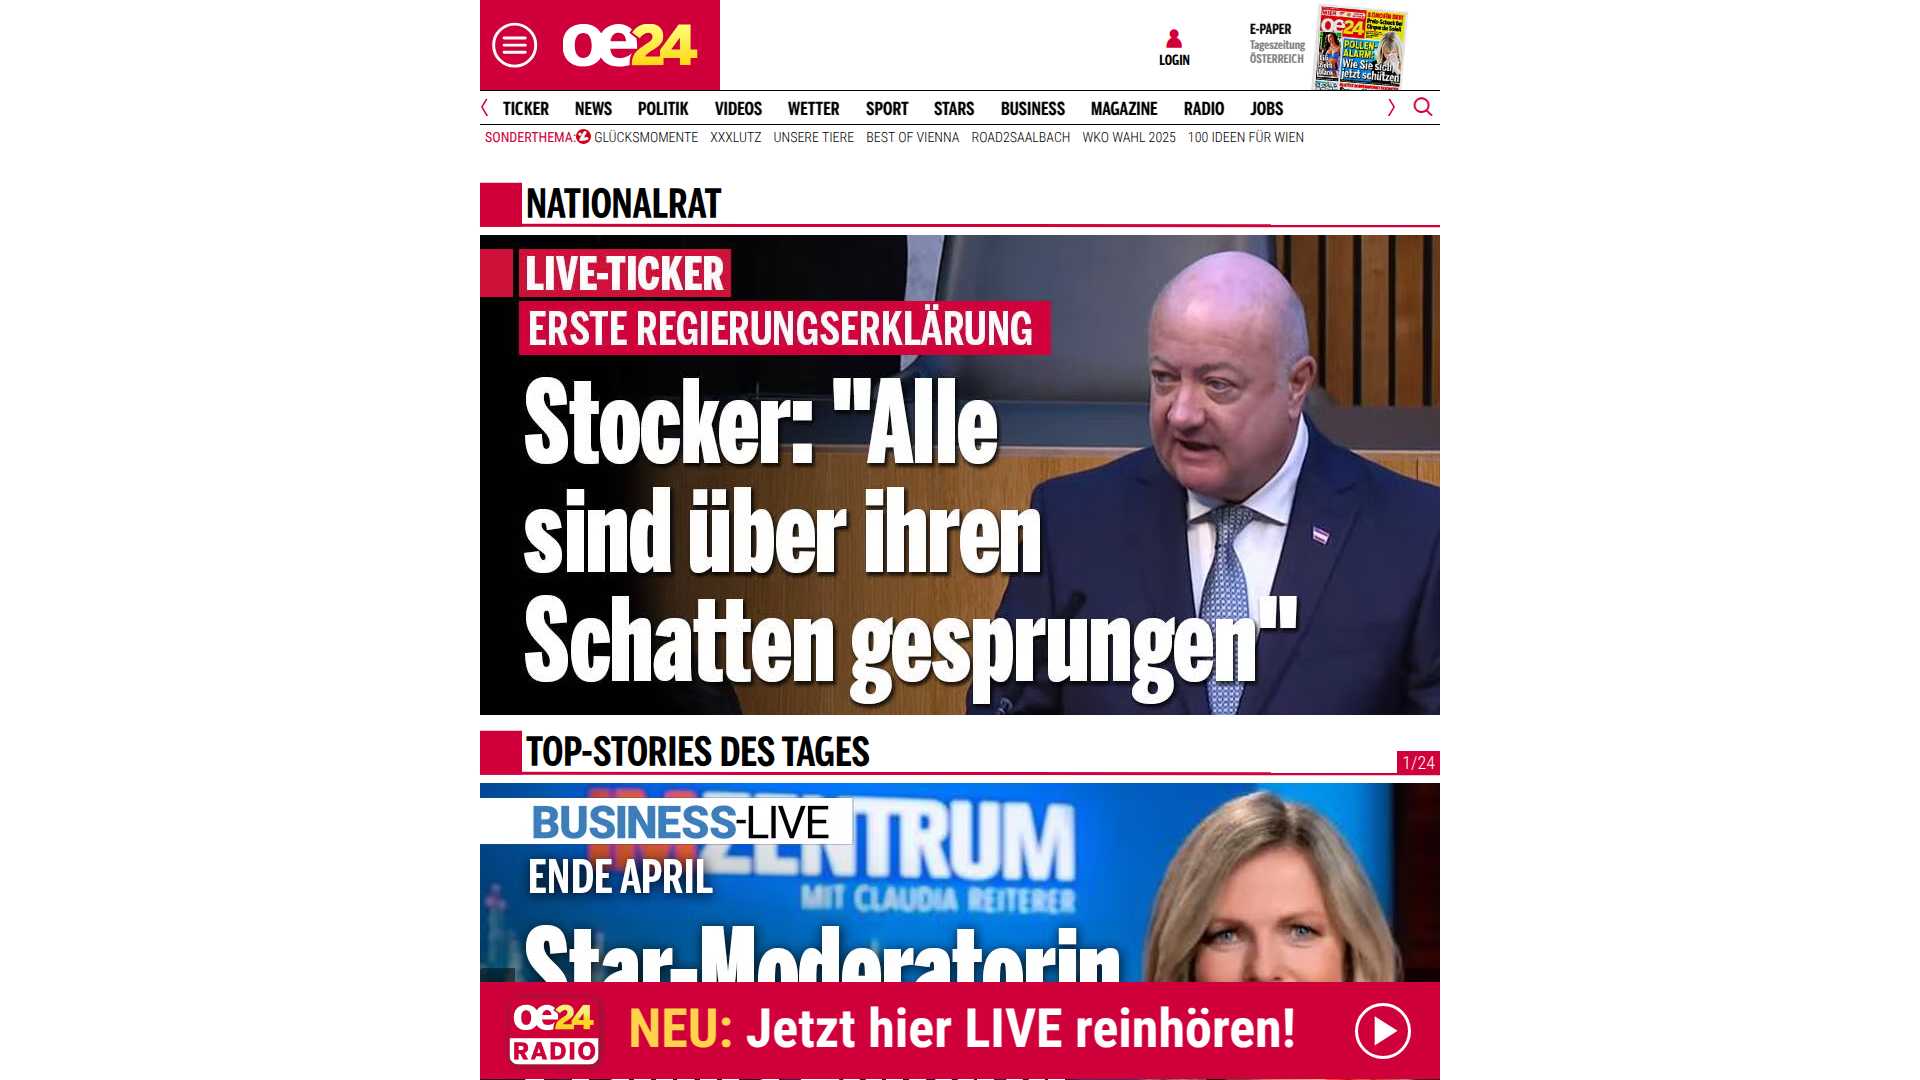 oe24
LOGIN
E-PAPER
Tageszeitung
ÖSTERREICH
oe24
POLLEN-
ALARM:
Wie Sie sich
jetzt schützen
TICKER NEWS POLITIK VIDEOS WETTER SPORT STARS BUSINESS MAGAZINE RADIO JOBS
SONDERTHEMA: GLÜCKSMOMENTE XXXLUTZ UNSERE TIERE BEST OF VIENNA ROAD2SAALBACH WKO WAHL 2025 100 IDEEN FÜR WIEN
NATIONALRAT
LIVE-TICKER
ERSTE REGIERUNGSERKLÄRUNG
Stocker: "Alle
sind über ihren
Schatten gesprungen"
TOP-STORIES DES TAGES
1/24
IM ZENTRUM
MIT CLAUDIA REITERER
BUSINESS-LIVE
ENDE APRIL
Star-Moderatorin
oe24
RADIO
NEU: Jetzt hier LIVE reinhören!